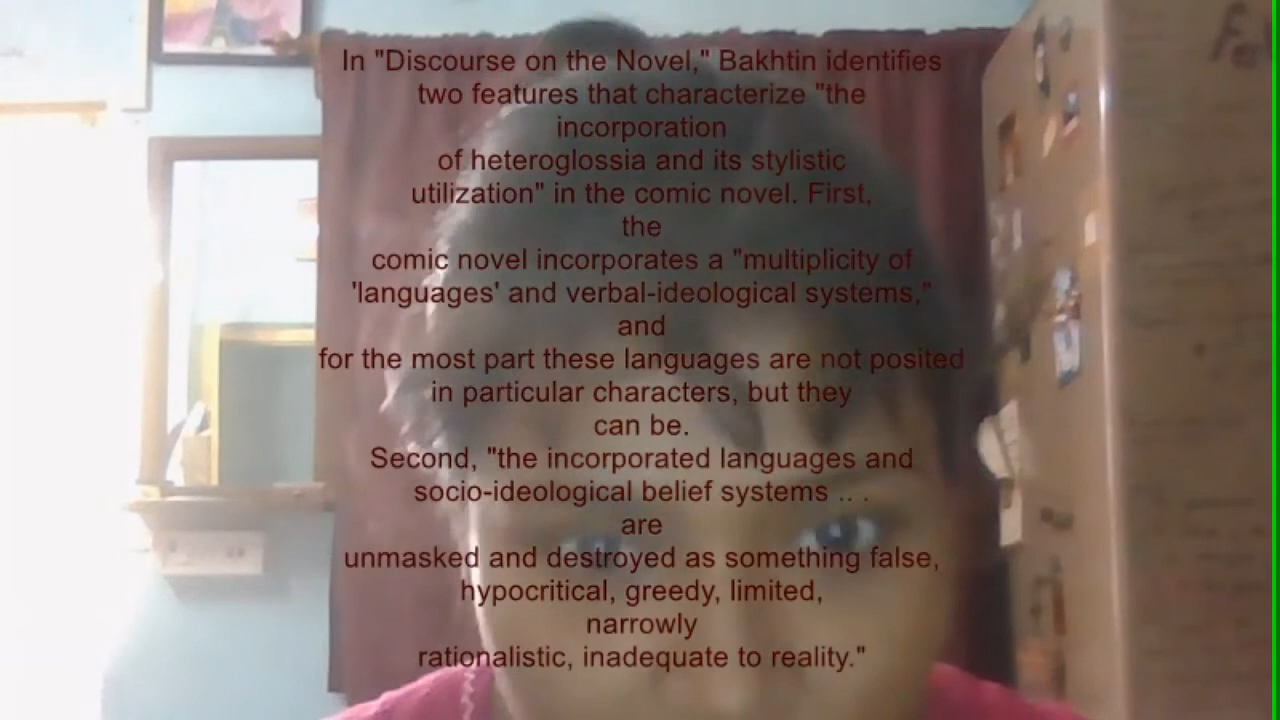 In "Discourse on the Novel," Bakhtin identifies
two features that characterize "the
incorporation
of heteroglossia and its stylistic
utilization" in the comic novel. First,
the
comic novel incorporates a "multiplicity of
'languages' and verbal-ideological systems,"
and
for the most part these languages are not posited
in particular characters, but they
can be.
Second, "the incorporated languages and
socio-ideological belief systems .. .
are
unmasked and destroyed as something false,
hypocritical, greedy, limited,
narrowly
rationalistic, inadequate to reality."